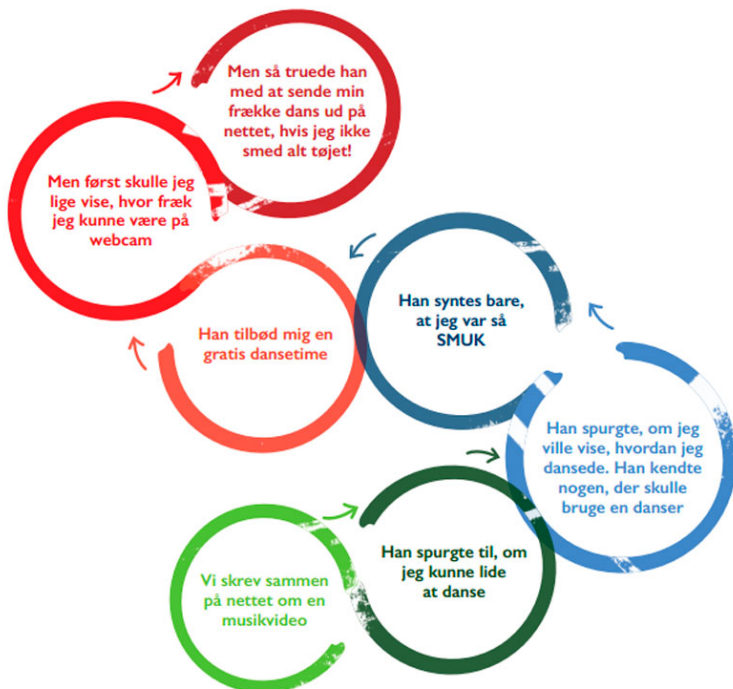 Men så truede han
med at sende min
frække dans ud på
nettet, hvis jeg ikke
smed alt tøjet!
Men først skulle jeg
lige vise, hvor fræk
jeg kunne være på
webcam
Han syntes bare,
at jeg var så
SMUK
Han tilbød mig en
gratis dansetime
Han spurgte, om jeg
ville vise, hvordan jeg
dansede. Han kendte
nogen, der skulle
bruge en danser
Han spurgte til, om
jeg kunne lide
at danse
Vi skrev sammen
på nettet om en
musikvideo